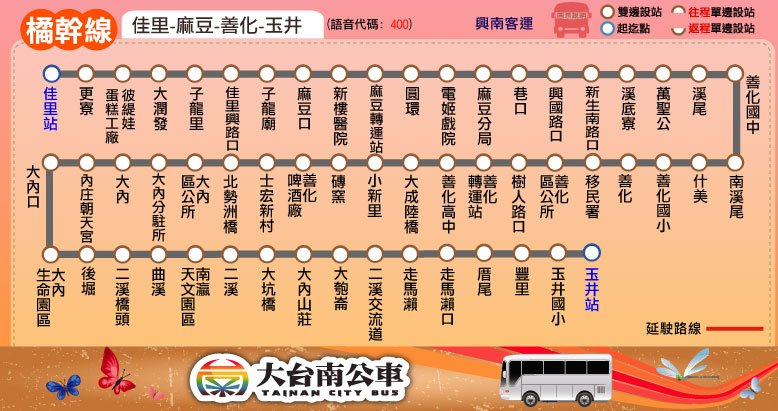 橘幹線
佳里-麻豆-善化-玉井
(語音代碼: 400)
興南客運
雙邊設站
往程單邊設站
起迄點
返程單邊設站
佳里站
更寮
彼緹娃蛋糕工廠
大潤發
子龍里
佳里興路口
子龍廟
麻豆口
新樓醫院
麻豆轉運站
圓環
電姬戲院
麻豆分局
巷口
興國路口
新生南路口
溪底寮
萬聖公
溪尾
善化國中
南溪尾
什美
善化國小
善化
移民署
善化區公所
樹人路口
善化轉運站
善化高中
大成陸橋
小新里
磚窯
善化啤酒廠
士宏新村
北勢洲橋
大內區公所
大內分駐所
大內
內庄朝天宮
大內口
大內生命園區
後堀
二溪橋頭
曲溪
南瀛天文園區
二溪
大坑橋
大內山莊
大匏崙
二溪交流道
走馬瀨
走馬瀨口
厝尾
豐里
玉井國小
玉井站
延駛路線
大台南公車
TAINAN CITY BUS